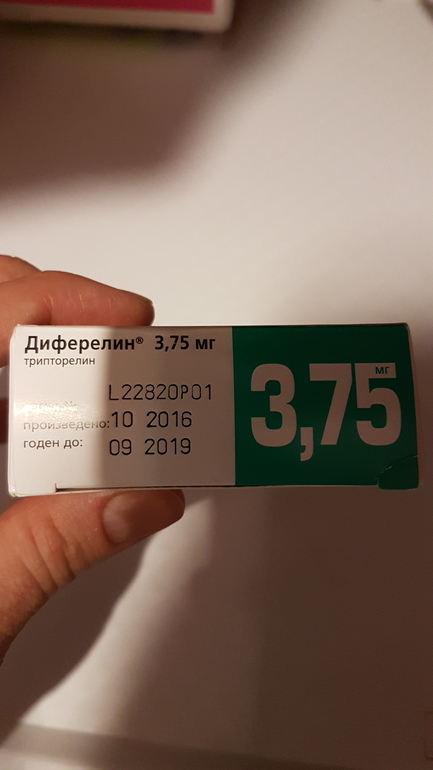 Диферелин® 3,75 мг
трипторелин
L22820P01
произведено: 10 2016
годен до: 09 2019
3,75 мг